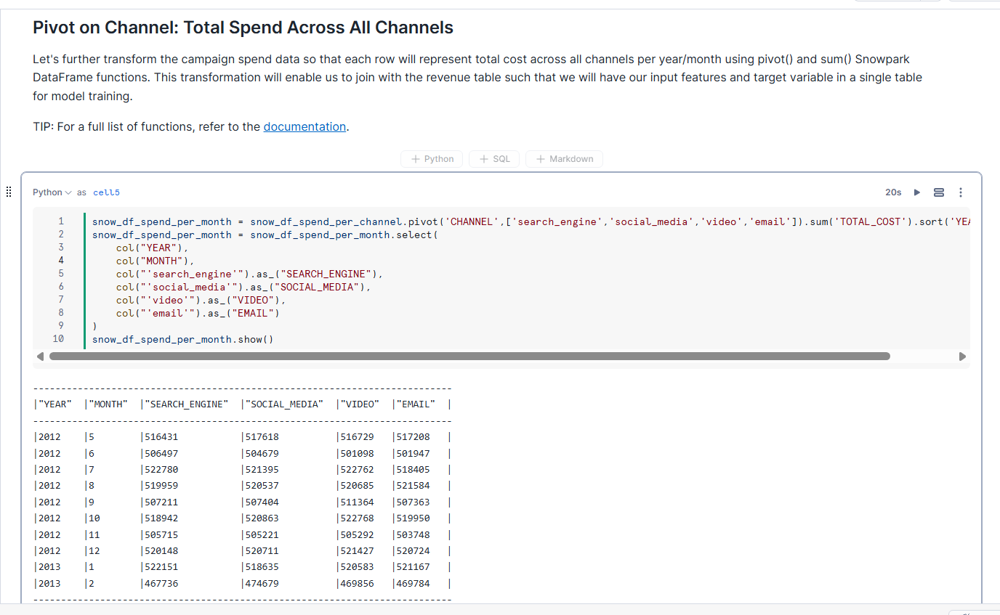 Pivot on Channel: Total Spend Across All Channels
Let's further transform the campaign spend data so that each row will represent total cost across all channels per year/month using pivot() and sum() Snowpark
DataFrame functions. This transformation will enable us to join with the revenue table such that we will have our input features and target variable in a single table
for model training.
TIP: For a full list of functions, refer to the documentation.
+ Python + SQL + Markdown
Python as cell5 20s
1 snow_df_spend_per_month = snow_df_spend_per_channel.pivot('CHANNEL',['search_engine','social_media','video','email']).sum('TOTAL_COST').sort('YEA
2 snow_df_spend_per_month = snow_df_spend_per_month.select(
3 col("YEAR"),
4 col("MONTH"),
5 col("'search_engine'").as_("SEARCH_ENGINE"),
6 col("'social_media'").as_("SOCIAL_MEDIA"),
7 col("'video'").as_("VIDEO"),
8 col("'email'").as_("EMAIL")
9 )
10 snow_df_spend_per_month.show()
---------------------------------------------------------------------------
|"YEAR" |"MONTH" |"SEARCH_ENGINE" |"SOCIAL_MEDIA" |"VIDEO" |"EMAIL" |
---------------------------------------------------------------------------
|2012 |5 |516431 |517618 |516729 |517208 |
|2012 |6 |506497 |504679 |501098 |501947 |
|2012 |7 |522780 |521395 |522762 |518405 |
|2012 |8 |519959 |520537 |520685 |521584 |
|2012 |9 |507211 |507404 |511364 |507363 |
|2012 |10 |518942 |520863 |522768 |519950 |
|2012 |11 |505715 |505221 |505292 |503748 |
|2012 |12 |520148 |520711 |521427 |520724 |
|2013 |1 |522151 |518635 |520583 |521167 |
|2013 |2 |467736 |474679 |469856 |469784 |
---------------------------------------------------------------------------